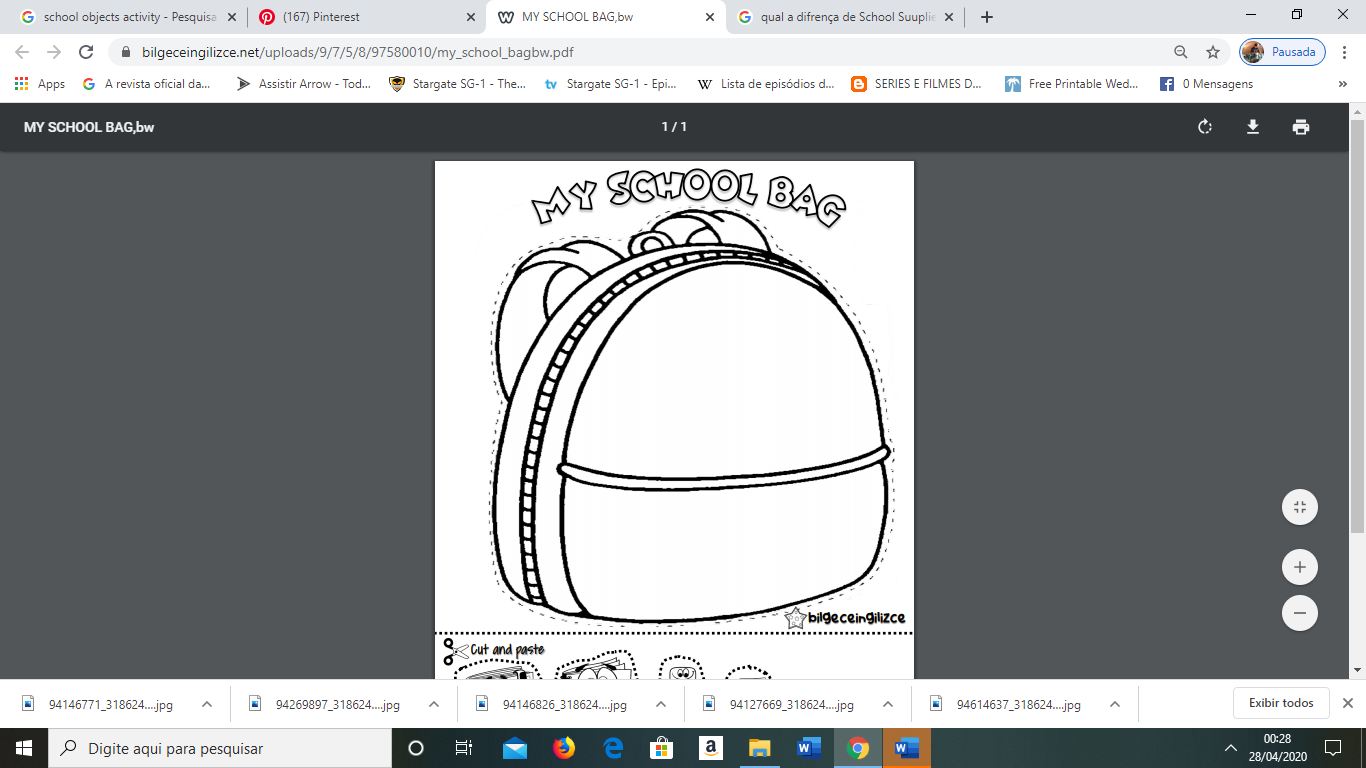 school objects activity - Pesquisa
(167) Pinterest
MY SCHOOL BAG,bw
qual a difrença de School Suuplie
bilgeceingilizce.net/uploads/9/7/5/8/97580010/my_school_bagbw.pdf
Pausada
Apps
A revista oficial da...
Assistir Arrow - Tod...
Stargate SG-1 - The...
Stargate SG-1 - Epi...
Lista de episódios d...
SERIES E FILMES D...
Free Printable Wed...
0 Mensagens
»
MY SCHOOL BAG,bw
1 / 1
MY SCHOOL BAG
bilgeceingilizce
Cut and paste
94146771_318624....jpg
94269897_318624....jpg
94146826_318624....jpg
94127669_318624....jpg
94614637_318624....jpg
Exibir todos
Digite aqui para pesquisar
00:28
28/04/2020